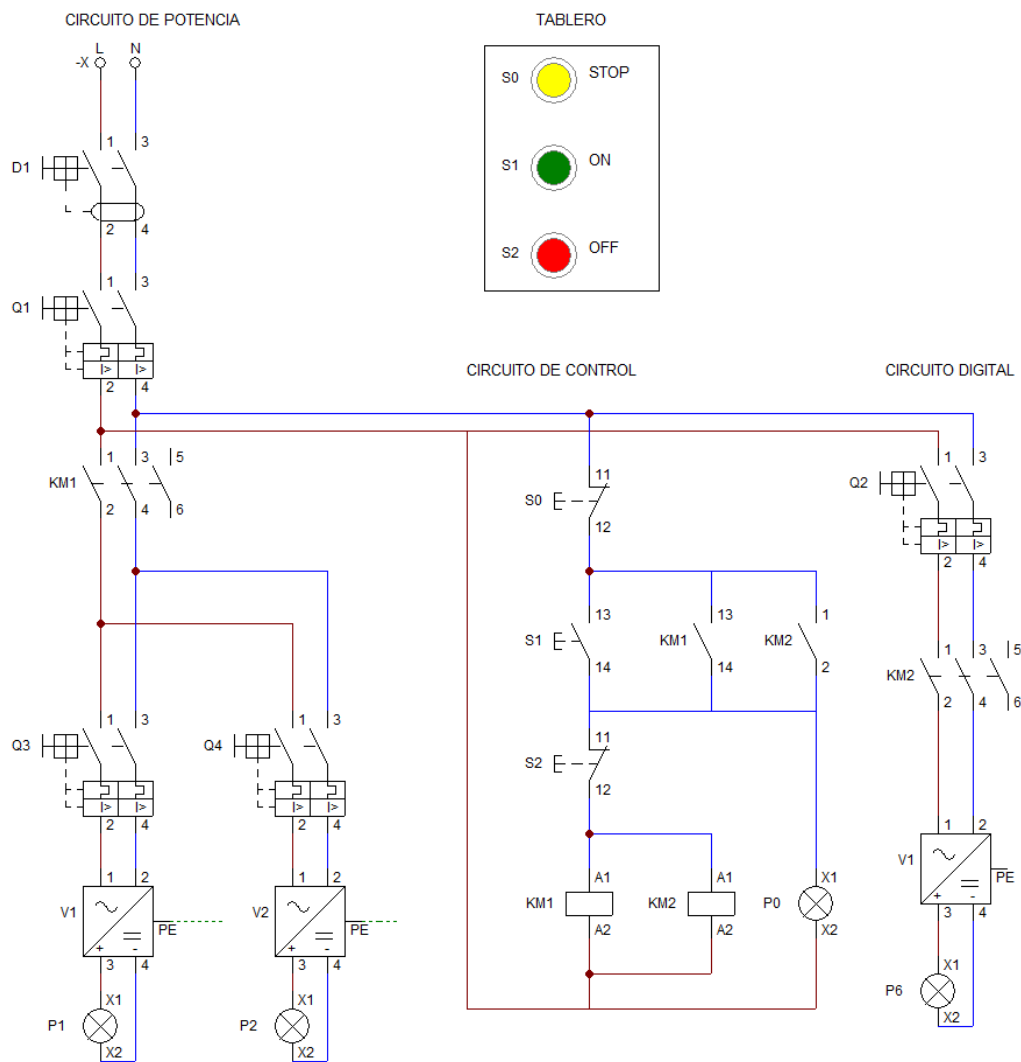 CIRCUITO DE POTENCIA
TABLERO
L N
-X
S0 STOP
S1 ON
S2 OFF
1 3
D1
2 4
1 3
Q1
I> I>
2 4
CIRCUITO DE CONTROL
CIRCUITO DIGITAL
1 3 5
KM1
2 4 6
11
S0
12
1 3
Q2
I> I>
2 4
13
S1
14
13
KM1
14
1
KM2
2
1 3 5
KM2
2 4 6
1 3
Q3
I> I>
2 4
1 3
Q4
I> I>
2 4
11
S2
12
1 2
V1
PE
+ -
3 4
1 2
V2
PE
+ -
3 4
A1
KM1
A2
A1
KM2
A2
X1
P0
X2
1 2
V1
PE
+ -
3 4
X1
P1
X2
X1
P2
X2
X1
P6
X2